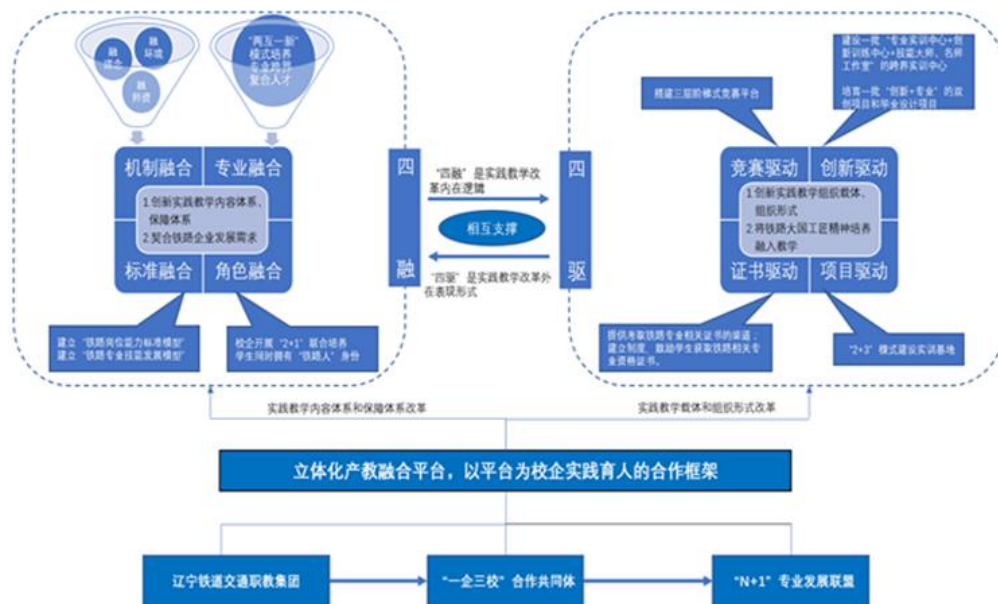 融
理念
融
环境
融
师资
“两互一新”
模式培养
专业跨界
复合人才
机制融合
专业融合
1.创新实践教学内容体系、
保障体系
2.契合铁路企业发展需求
标准融合
角色融合
建立“铁路岗位能力标准模型”
建立“铁路专业技能发展模型”
校企开展“2+1”联合培养
学生同时拥有“铁路人”身份
四
融
“四融”是实践教学改
革内在逻辑
相互支撑
“四驱”是实践教学改革外
在表现形式
四
驱
搭建三层阶梯式竞赛平台
建设一批“专业实训中心+创
新训练中心+技能大师、名师
工作室”的跨界实训中心
培育一批“创新+专业”的双
创项目和毕业设计项目
竞赛驱动
创新驱动
1.创新实践教学组织载体、
组织形式
2.将铁路大国工匠精神培养
融入教学
证书驱动
项目驱动
提供考取铁路专业相关证书的渠道；
建立制度，激励学生获取铁路相关专
业资格证书。
“2+3”模式建设实训基地
实践教学内容体系和保障体系改革
实践教学载体和组织形式改革
立体化产教融合平台，以平台为校企实践育人的合作框架
辽宁铁道交通职教集团
“一企三校”合作共同体
“N+1”专业发展联盟